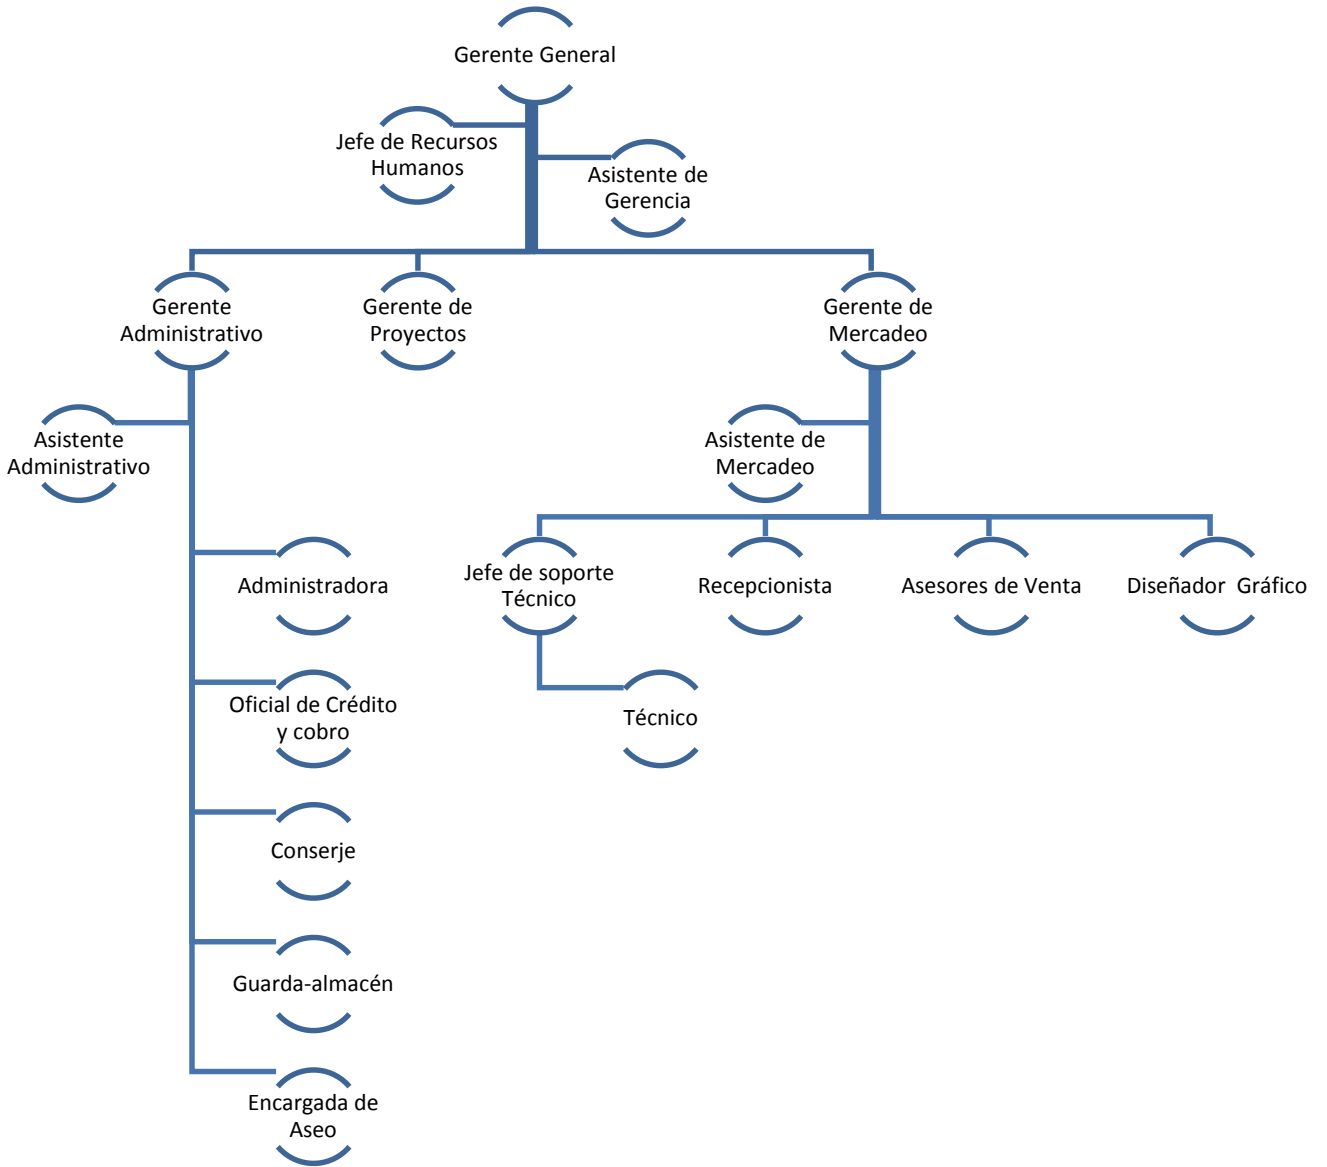 Gerente General
Jefe de Recursos
Humanos
Asistente de
Gerencia
Gerente
Administrativo
Gerente de
Proyectos
Gerente de
Mercadeo
Asistente
Administrativo
Asistente de
Mercadeo
Administradora
Jefe de soporte
Técnico
Recepcionista
Asesores de Venta
Diseñador  Gráfico
Oficial de Crédito
y cobro
Técnico
Conserje
Guarda-almacén
Encargada de
Aseo